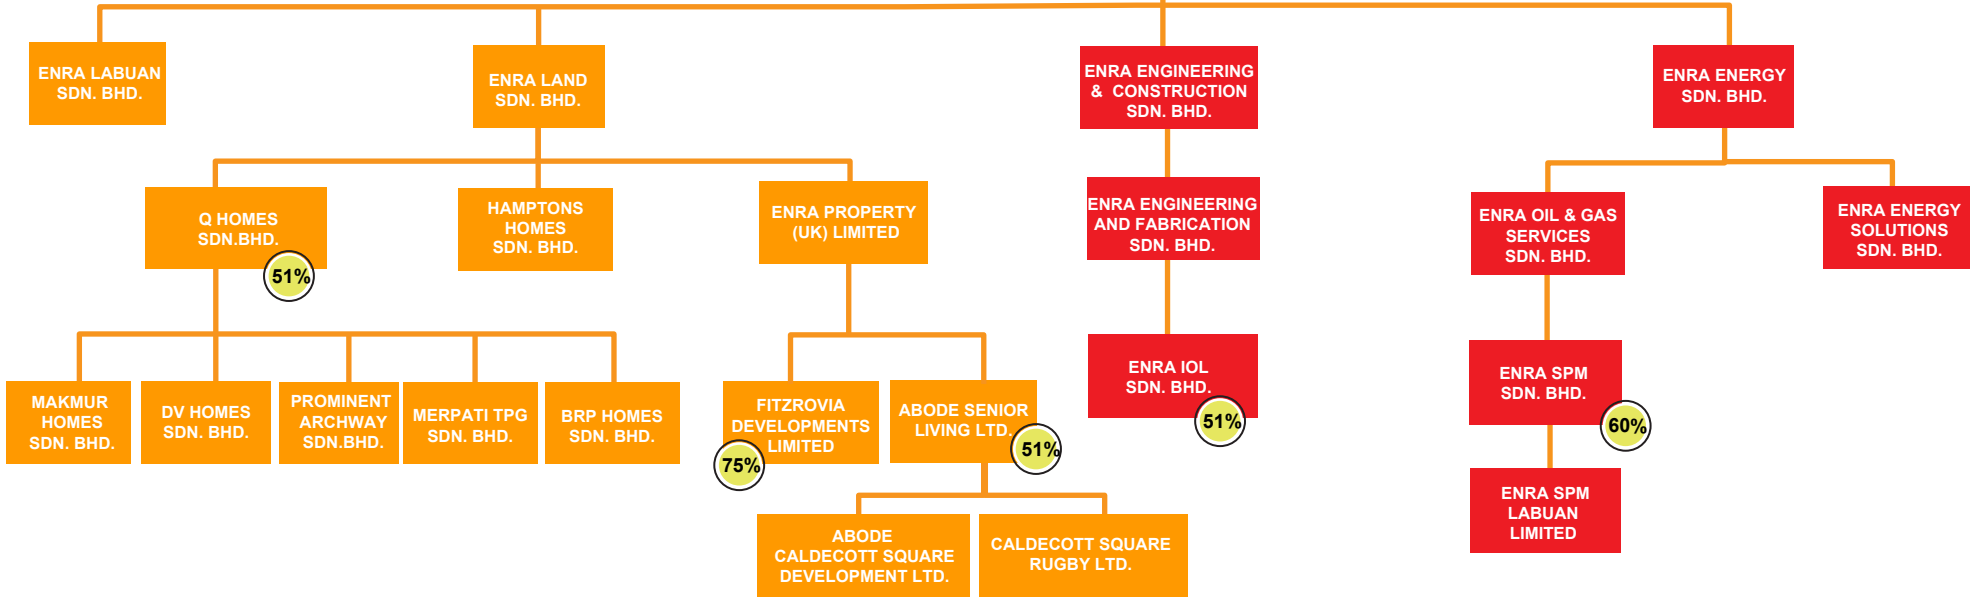 ENRA LABUAN
SDN. BHD.
ENRA LAND
SDN. BHD.
ENRA ENGINEERING
& CONSTRUCTION
SDN. BHD.
ENRA ENERGY
SDN. BHD.
Q HOMES
SDN.BHD.
51%
HAMPTONS
HOMES
SDN. BHD.
ENRA PROPERTY
(UK) LIMITED
ENRA ENGINEERING
AND FABRICATION
SDN. BHD.
ENRA OIL & GAS
SERVICES
SDN. BHD.
ENRA ENERGY
SOLUTIONS
SDN. BHD.
MAKMUR
HOMES
SDN. BHD.
DV HOMES
SDN. BHD.
PROMINENT
ARCHWAY
SDN.BHD.
MERPATI TPG
SDN. BHD.
BRP HOMES
SDN. BHD.
FITZROVIA
DEVELOPMENTS
LIMITED
75%
ABODE SENIOR
LIVING LTD.
51%
ENRA IOL
SDN. BHD.
51%
ENRA SPM
SDN. BHD.
60%
ABODE
CALDECOTT SQUARE
DEVELOPMENT LTD.
CALDECOTT SQUARE
RUGBY LTD.
ENRA SPM
LABUAN
LIMITED